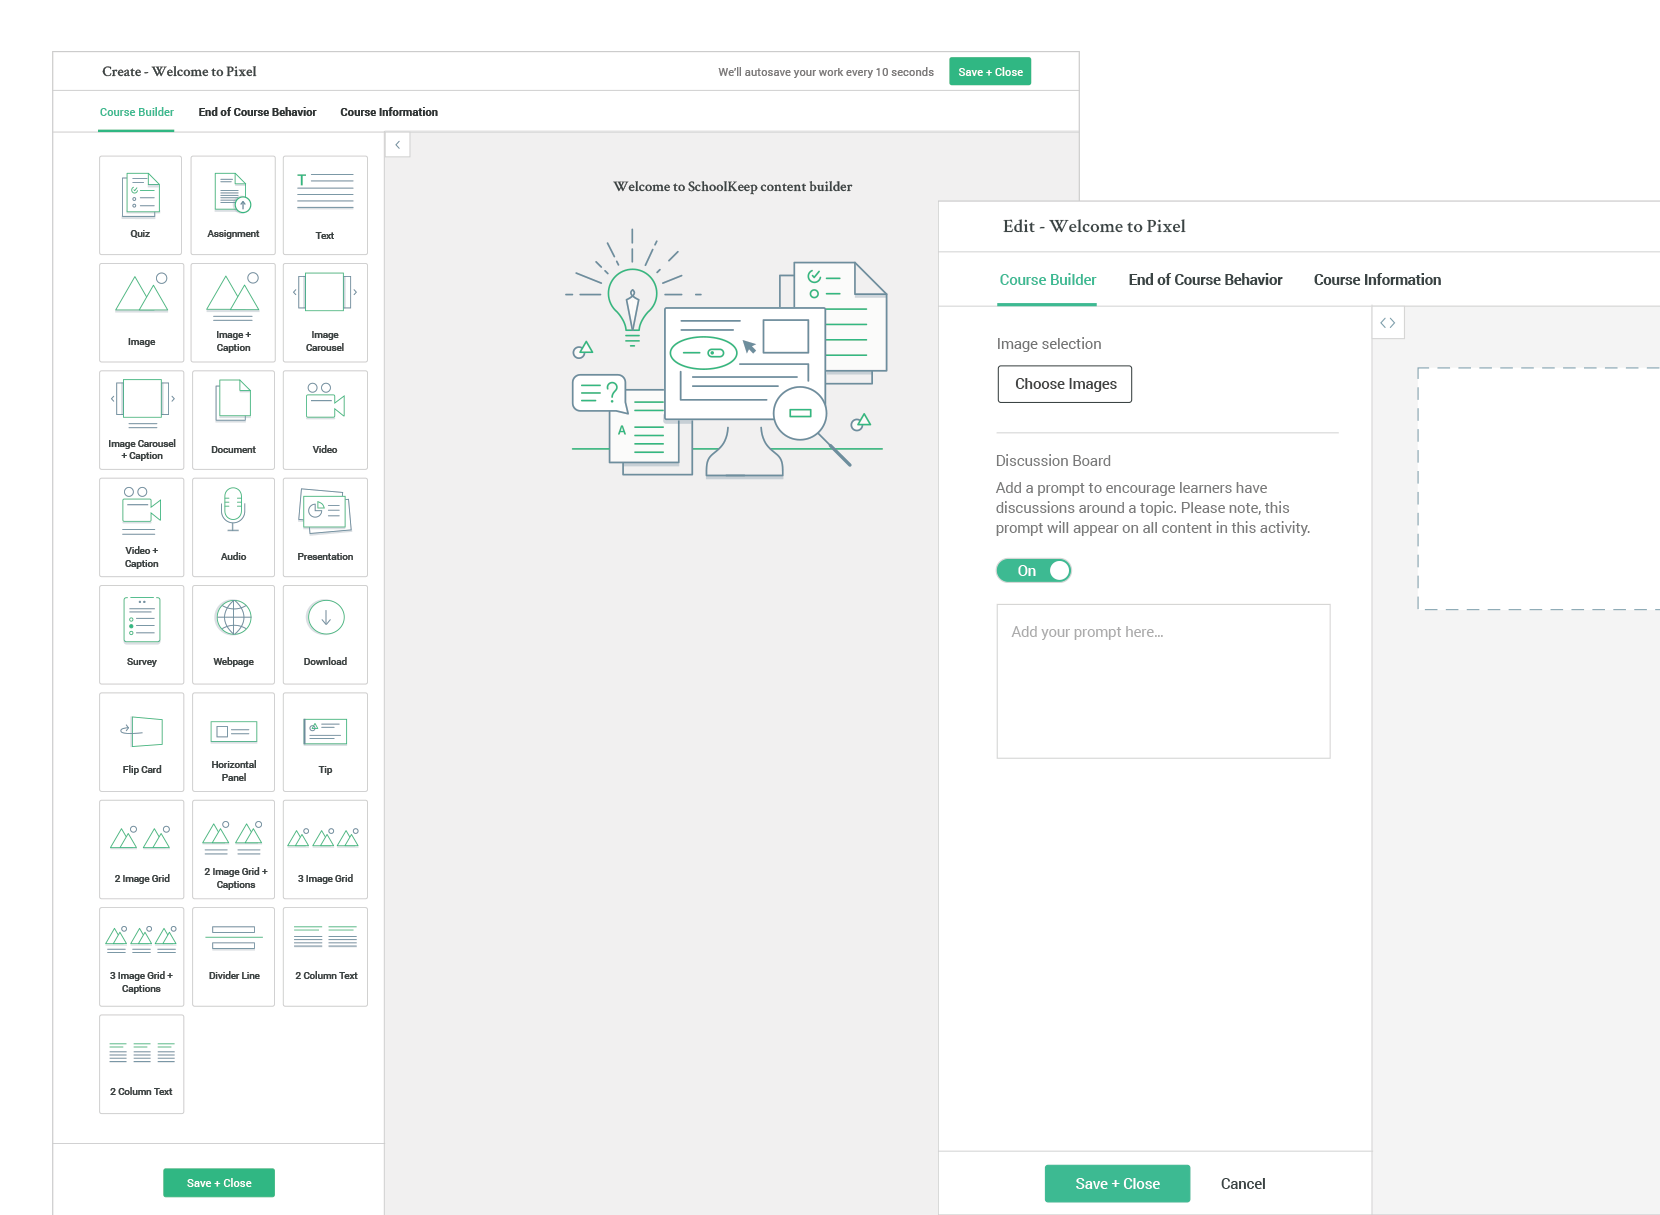 Create - Welcome to Pixel
We'll autosave your work every 10 seconds
Save + Close
Course Builder
End of Course Behavior
Course Information
Quiz
Assignment
T
Text
Image
Image +
Caption
Image
Carousel
Image Carousel
+ Caption
Document
Video
Video +
Caption
Audio
Presentation
Survey
Webpage
Download
Flip Card
Horizontal
Panel
Tip
2 Image Grid
2 Image Grid +
Captions
3 Image Grid
3 Image Grid +
Captions
Divider Line
2 Column Text
2 Column Text
Save + Close
Welcome to SchoolKeep content builder
?
A
Edit - Welcome to Pixel
Course Builder
End of Course Behavior
Course Information
Image selection
Choose Images
Discussion Board
Add a prompt to encourage learners have
discussions around a topic. Please note, this
prompt will appear on all content in this activity.
On
Add your prompt here...
Save + Close
Cancel